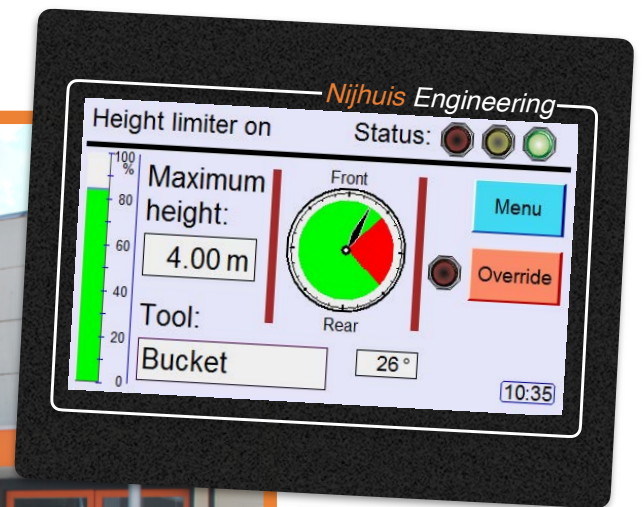 Nijhuis Engineering
Height limiter on
Status:
100
%
80
60
40
20
0
Maximum
height:
4.00 m
Tool:
Bucket
Front
Rear
26°
Menu
Override
10:35